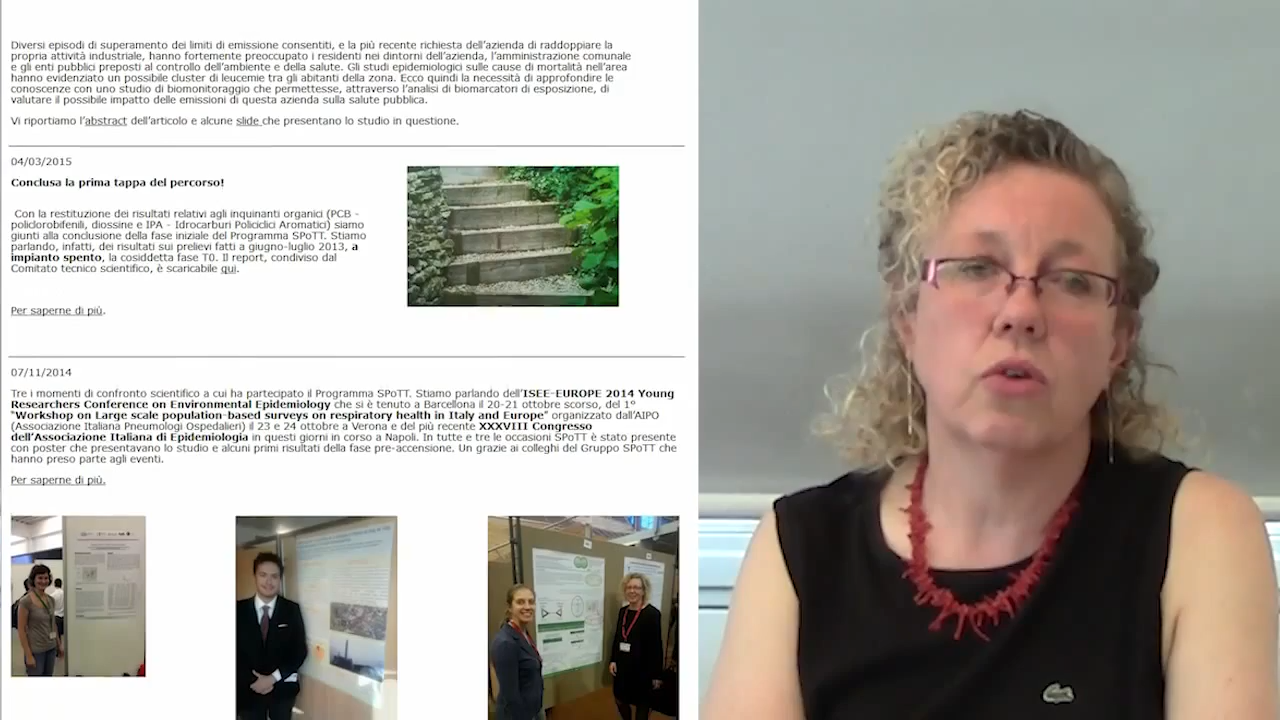 Diversi episodi di superamento dei limiti di emissione consentiti, e la più recente richiesta dell'azienda di raddoppiare la
propria attività industriale, hanno fortemente preoccupato i residenti nei dintorni dell'azienda, l'amministrazione comunale
e gli enti pubblici preposti al controllo dell'ambiente e della salute. Gli studi epidemiologici sulle cause di mortalità nell'area
hanno evidenziato un possibile cluster di leucemie tra gli abitanti della zona. Ecco quindi la necessità di approfondire le
conoscenze con uno studio di biomonitoraggio che permettesse, attraverso l'analisi di biomarcatori di esposizione, di
valutare il possibile impatto delle emissioni di questa azienda sulla salute pubblica.
Vi riportiamo l'abstract dell'articolo e alcune slide che presentano lo studio in questione.
04/03/2015
Conclusa la prima tappa del percorso!
Con la restituzione dei risultati relativi agli inquinanti organici (PCB -
policlorobifenili, diossine e IPA - Idrocarburi Policiclici Aromatici) siamo
giunti alla conclusione della fase iniziale del Programma SPoTT. Stiamo
parlando, infatti, dei risultati sui prelievi fatti a giugno-luglio 2013, a
impianto spento, la cosiddetta fase T0. Il report, condiviso dal
Comitato tecnico scientifico, è scaricabile qui.
Per saperne di più.
07/11/2014
Tre i momenti di confronto scientifico a cui ha partecipato il Programma SPoTT. Stiamo parlando dell'ISEE-EUROPE 2014 Young
Researchers Conference on Environmental Epidemiology che si è tenuto a Barcellona il 20-21 ottobre scorso, del 1°
"Workshop on Large scale population-based surveys on respiratory health in Italy and Europe" organizzato dall'AIPO
(Associazione Italiana Pneumologi Ospedalieri) il 23 e 24 ottobre a Verona e del più recente XXXVIII Congresso
dell'Associazione Italiana di Epidemiologia in questi giorni in corso a Napoli. In tutte e tre le occasioni SPoTT è stato presente
con poster che presentavano lo studio e alcuni primi risultati della fase pre-accensione. Un grazie ai colleghi del Gruppo SPoTT che
hanno preso parte agli eventi.
Per saperne di più.